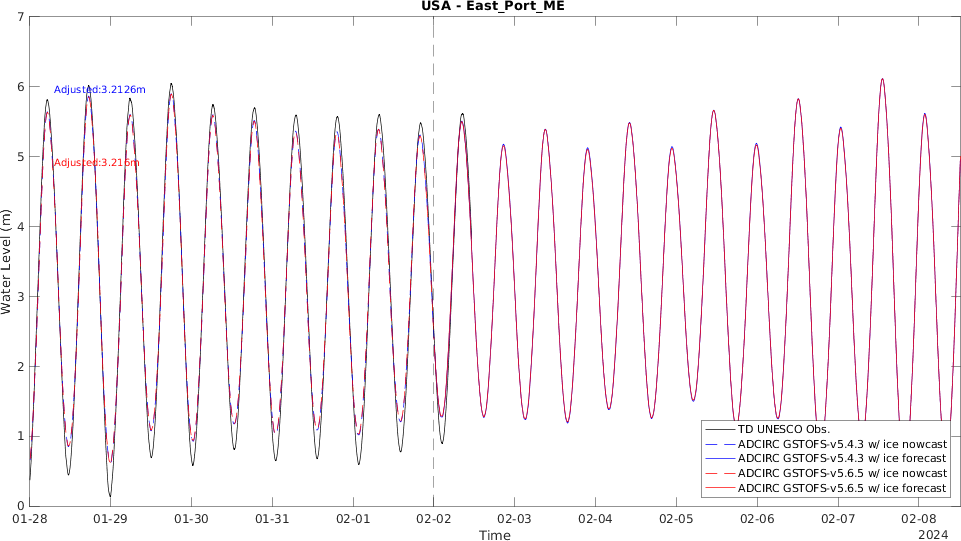 USA - East_Port_ME
7
6
5
4
3
2
1
0
Water Level (m)
Adjusted:3.2126m
Adjusted:3.216m
TD UNESCO Obs.
ADCIRC GSTOFS-v5.4.3 w/ ice nowcast
ADCIRC GSTOFS-v5.4.3 w/ ice forecast
ADCIRC GSTOFS-v5.6.5 w/ ice nowcast
ADCIRC GSTOFS-v5.6.5 w/ ice forecast
01-28 01-29 01-30 01-31 02-01 02-02 02-03 02-04 02-05 02-06 02-07 02-08
Time
2024